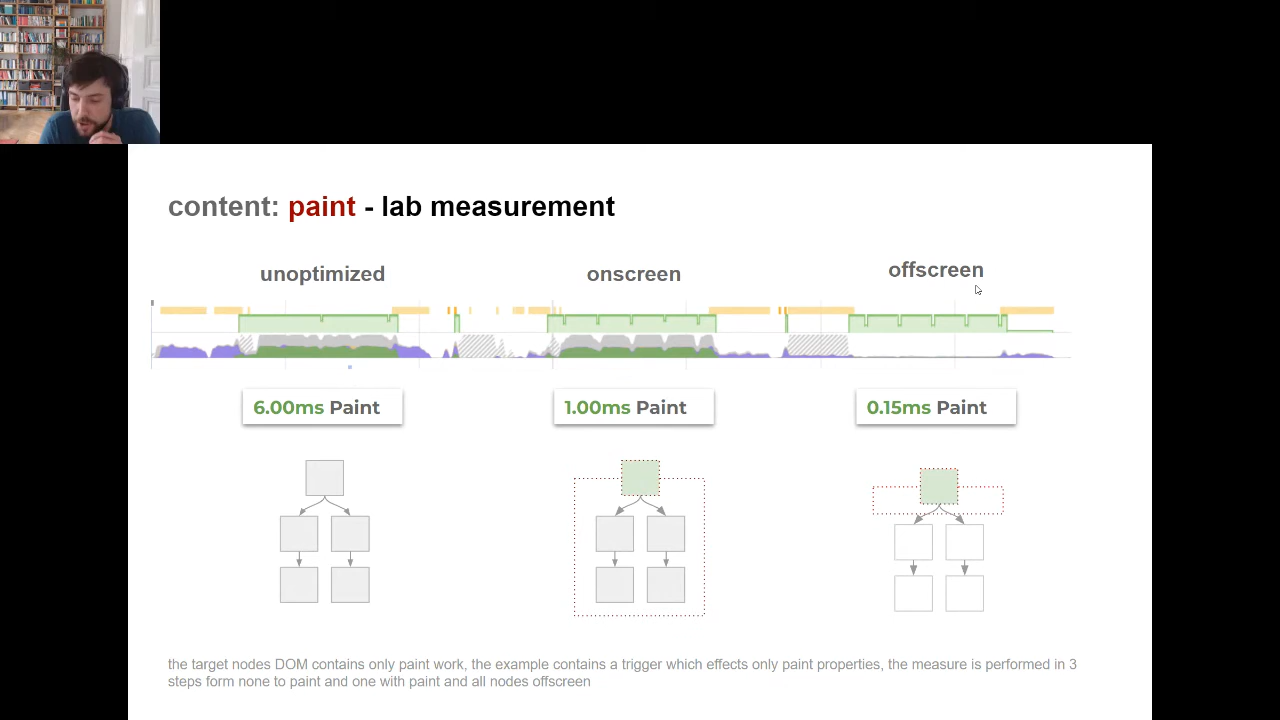 content: paint - lab measurement
unoptimized
onscreen
offscreen
6.00ms Paint
1.00ms Paint
0.15ms Paint
the target nodes DOM contains only paint work, the example contains a trigger which effects only paint properties, the measure is performed in 3
steps form none to paint and one with paint and all nodes offscreen